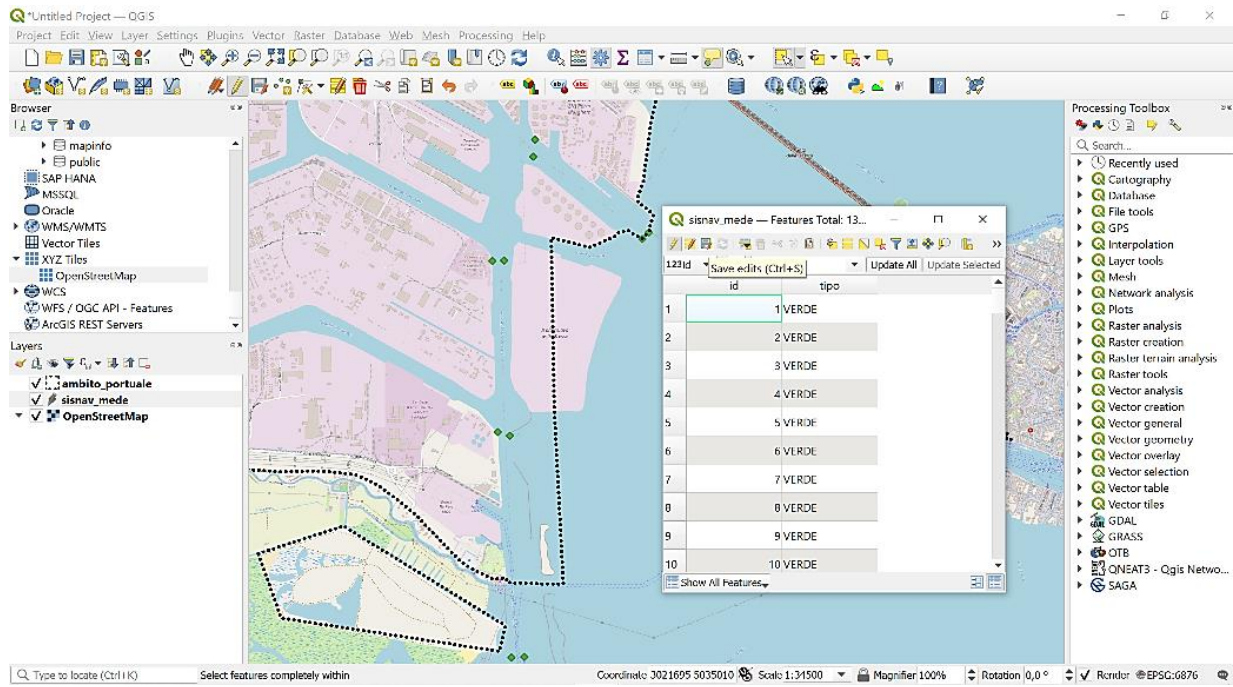 *Untitled Project — QGIS
Project Edit View Layer Settings Plugins Vector Raster Database Web Mesh Processing Help
Browser
mapinfo
public
SAP HANA
MSSQL
Oracle
WMS/WMTS
Vector Tiles
XYZ Tiles
OpenStreetMap
WCS
WFS / OGC API - Features
ArcGIS REST Servers
Layers
ambito_portuale
sisnav_mede
OpenStreetMap
sisnav_mede — Features Total: 13...
123 id
Save edits (Ctrl+S)
Update All Update Selected
id tipo
1 1 VERDE
2 2 VERDE
3 3 VERDE
4 4 VERDE
5 5 VERDE
6 6 VERDE
7 7 VERDE
8 8 VERDE
9 9 VERDE
10 10 VERDE
Show All Features
Processing Toolbox
Search...
Recently used
Cartography
Database
File tools
GPS
Interpolation
Layer tools
Mesh
Network analysis
Plots
Raster analysis
Raster creation
Raster terrain analysis
Raster tools
Vector analysis
Vector creation
Vector general
Vector geometry
Vector overlay
Vector selection
Vector table
Vector tiles
GDAL
GRASS
OTB
QNEAT3 - Qgis Netwo...
SAGA
Type to locate (Ctrl+K) Select features completely within Coordinate 3021695 5035010 Scale 1:34500 Magnifier 100% Rotation 0,0 ° Render EPSG:6876